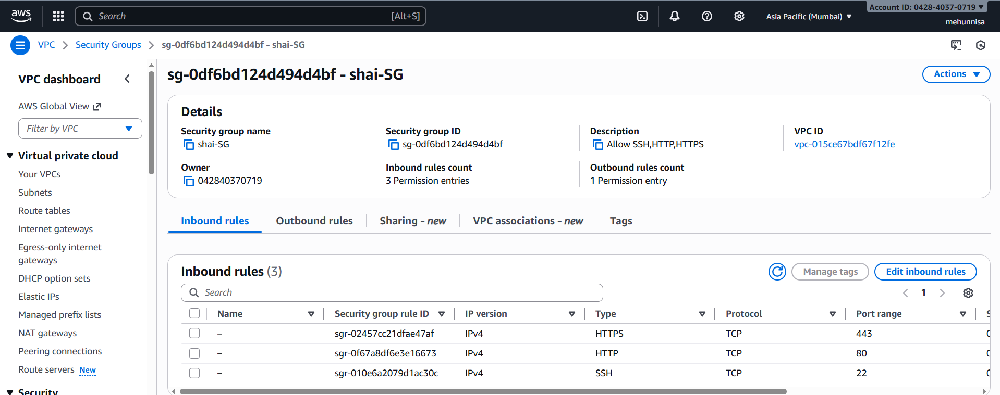 aws
Search [Alt+S]
Asia Pacific (Mumbai)
Account ID: 0428-4037-0719
mehunnisa
VPC > Security Groups > sg-0df6bd124d494d4bf - shai-SG
VPC dashboard
AWS Global View
Filter by VPC
Virtual private cloud
Your VPCs
Subnets
Route tables
Internet gateways
Egress-only internet
gateways
DHCP option sets
Elastic IPs
Managed prefix lists
NAT gateways
Peering connections
Route servers New
Security
sg-0df6bd124d494d4bf - shai-SG
Actions
Details
Security group name
shai-SG
Security group ID
sg-0df6bd124d494d4bf
Description
Allow SSH,HTTP,HTTPS
VPC ID
vpc-015ce67bdf67f12fe
Owner
042840370719
Inbound rules count
3 Permission entries
Outbound rules count
1 Permission entry
Inbound rules Outbound rules Sharing - new VPC associations - new Tags
Inbound rules (3)
Manage tags Edit inbound rules
Search
1
Name Security group rule ID IP version Type Protocol Port range
– sgr-02457cc21dfae47af IPv4 HTTPS TCP 443
– sgr-0f67a8df6e3e16673 IPv4 HTTP TCP 80
– sgr-010e6a2079d1ac30c IPv4 SSH TCP 22